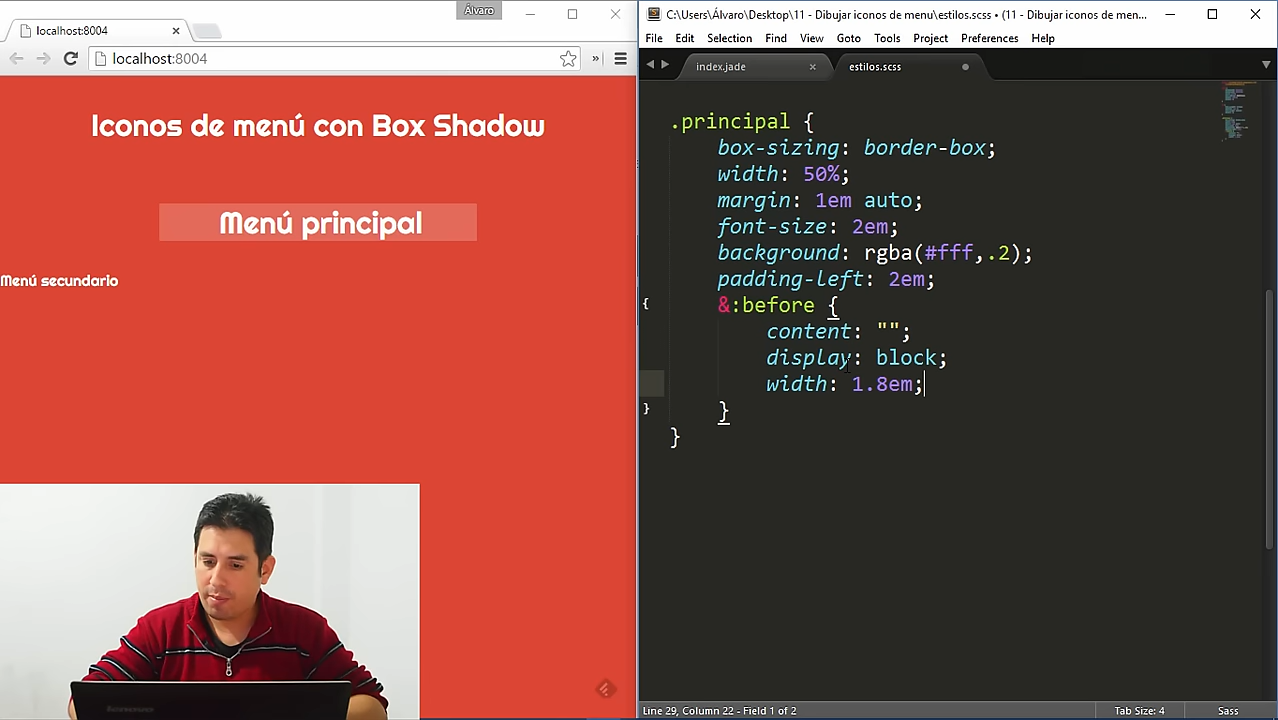 Álvaro
localhost:8004
localhost:8004
»
Iconos de menú con Box Shadow
Menú principal
Menú secundario
C:\Users\Álvaro\Desktop\11 - Dibujar iconos de menu\estilos.scss • (11 - Dibujar iconos de men...
File Edit Selection Find View Goto Tools Project Preferences Help
index.jade estilos.scss
.principal {
box-sizing: border-box;
width: 50%;
margin: 1em auto;
font-size: 2em;
background: rgba(#fff,.2);
padding-left: 2em;
&:before {
content: "";
display: block;
width: 1.8em;
}
}
Line 29, Column 22 - Field 1 of 2 Tab Size: 4 Sass